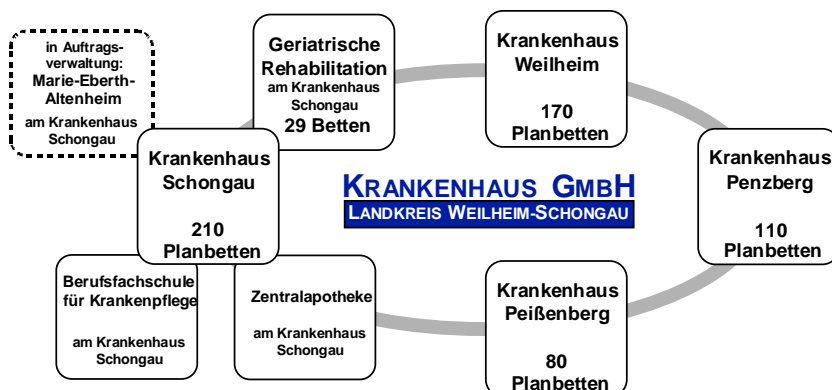 in Auftrags-
verwaltung:
Marie-Eberth-
Altenheim
am Krankenhaus
Schongau
Geriatrische
Rehabilitation
am Krankenhaus
Schongau
29 Betten
Krankenhaus
Weilheim
170
Planbetten
Krankenhaus
Schongau
210
Planbetten
KRANKENHAUS GMBH
LANDKREIS WEILHEIM-SCHONGAU
Krankenhaus
Penzberg
110
Planbetten
Berufsfachschule
für Krankenpflege
am Krankenhaus
Schongau
Zentralapotheke
am Krankenhaus
Schongau
Krankenhaus
Peißenberg
80
Planbetten